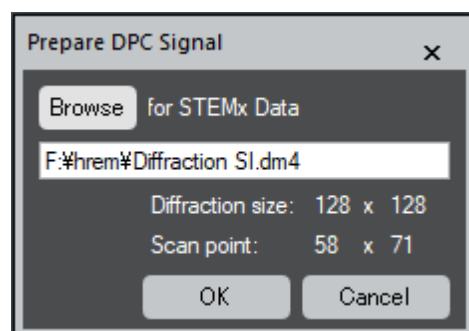 Prepare DPC Signal
Browse for STEMx Data
F:¥hrem¥Diffraction SI.dm4
Diffraction size: 128 x 128
Scan point: 58 x 71
OK Cancel